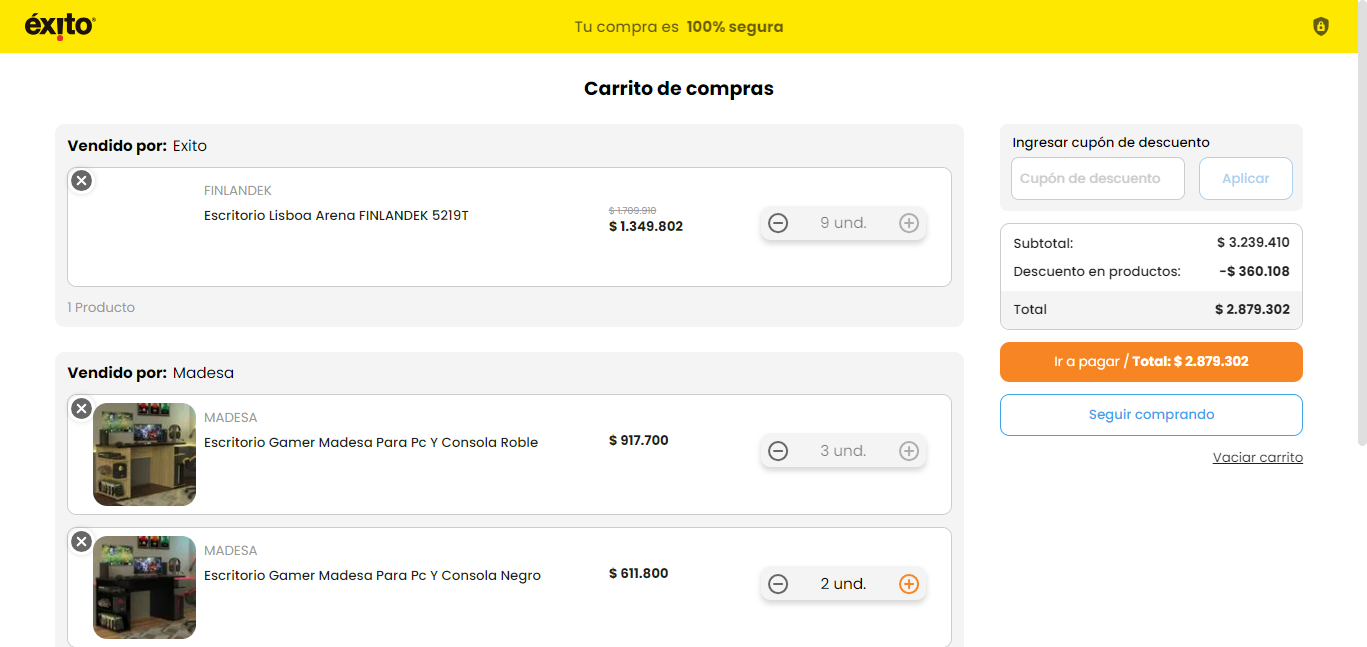 éxito
Tu compra es 100% segura
Carrito de compras
Vendido por: Exito
FINLANDEK
Escritorio Lisboa Arena FINLANDEK 5219T
$ 1.709.910
$ 1.349.802
9 und.
1 Producto
Vendido por: Madesa
MADESA
Escritorio Gamer Madesa Para Pc Y Consola Roble
$ 917.700
3 und.
MADESA
Escritorio Gamer Madesa Para Pc Y Consola Negro
$ 611.800
2 und.
Ingresar cupón de descuento
Cupón de descuento
Aplicar
Subtotal: $ 3.239.410
Descuento en productos: -$ 360.108
Total $ 2.879.302
Ir a pagar / Total: $ 2.879.302
Seguir comprando
Vaciar carrito